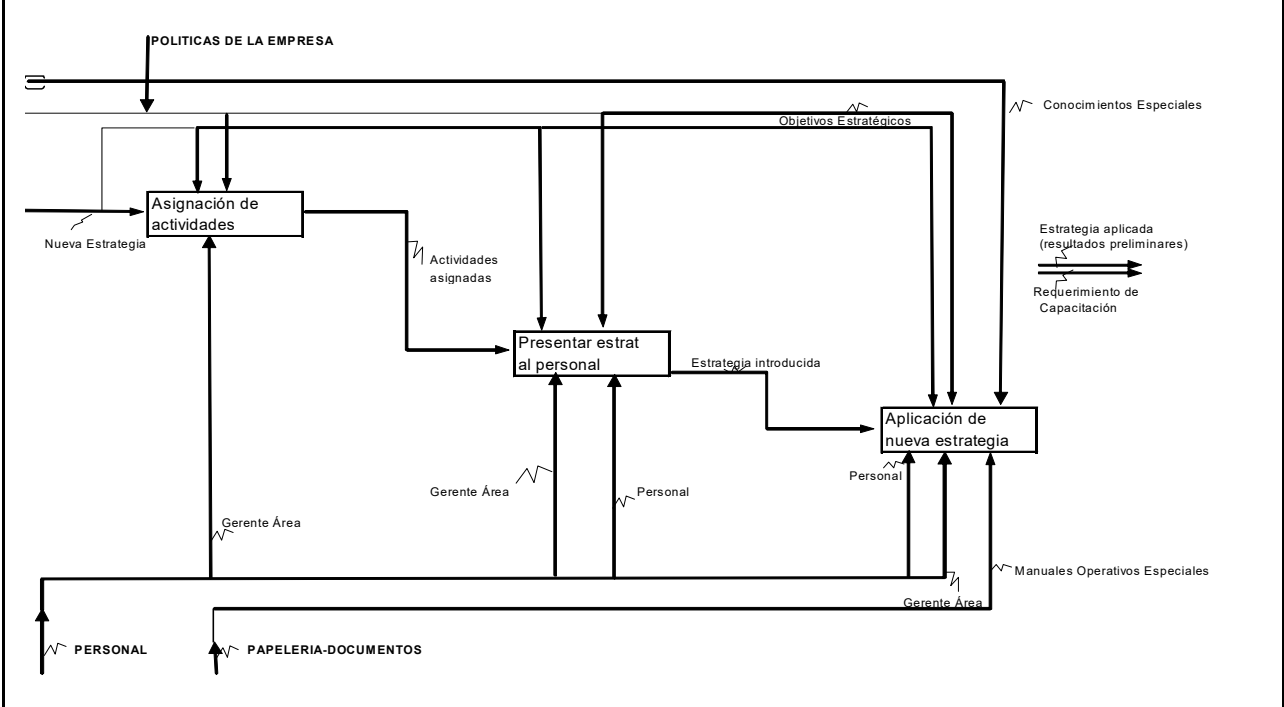 POLITICAS DE LA EMPRESA
Conocimientos Especiales
Objetivos Estratégicos
Asignación de
actividades
Nueva Estrategia
Estrategia aplicada
(resultados preliminares)
Actividades
asignadas
Requerimiento de
Capacitación
Presentar estrat
al personal
Estrategia introducida
Aplicación de
nueva estrategia
Personal
Gerente Área
Personal
Gerente Área
Manuales Operativos Especiales
Gerente Área
PERSONAL
PAPELERIA-DOCUMENTOS